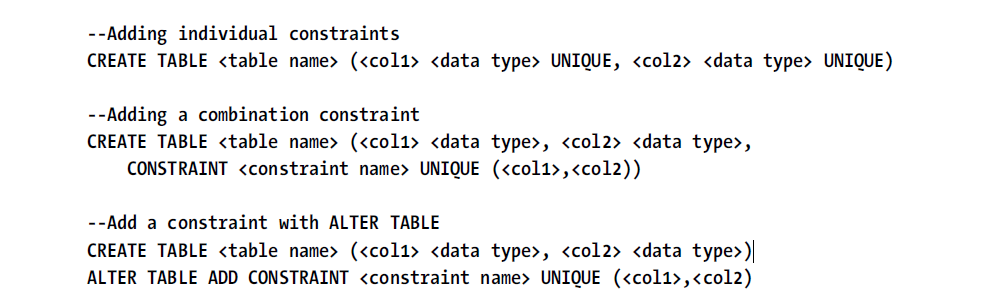 --Adding individual constraints
CREATE TABLE <table name> (<col1> <data type> UNIQUE, <col2> <data type> UNIQUE)
--Adding a combination constraint
CREATE TABLE <table name> (<col1> <data type>, <col2> <data type>,
CONSTRAINT <constraint name> UNIQUE (<col1>,<col2))
--Add a constraint with ALTER TABLE
CREATE TABLE <table name> (<col1> <data type>, <col2> <data type>)
ALTER TABLE ADD CONSTRAINT <constraint name> UNIQUE (<col1>,<col2)